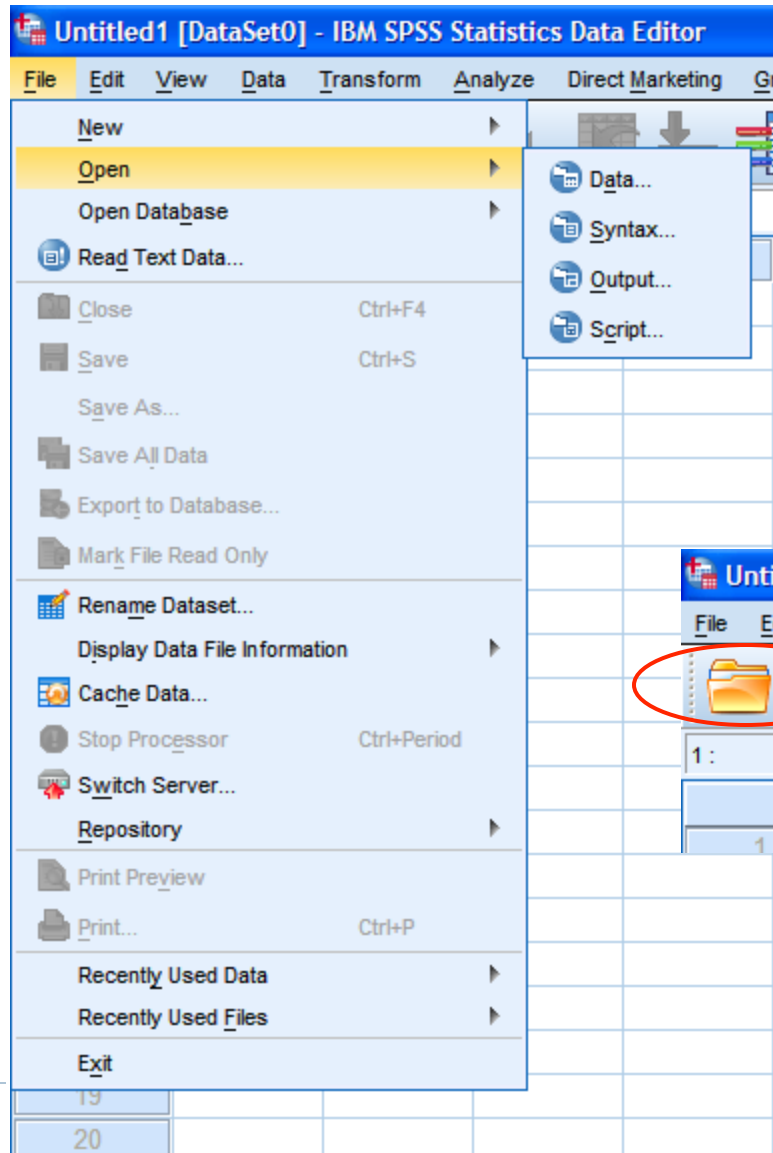 Untitled1 [DataSet0] - IBM SPSS Statistics Data Editor
File Edit View Data Transform Analyze Direct Marketing
New
Open
Open Database
Read Text Data...
Close Ctrl+F4
Save Ctrl+S
Save As...
Save All Data
Export to Database...
Mark File Read Only
Rename Dataset...
Display Data File Information
Cache Data...
Stop Processor Ctrl+Period
Switch Server...
Repository
Print Preview
Print... Ctrl+P
Recently Used Data
Recently Used Files
Exit
Data...
Syntax...
Output...
Script...
File
1 :
1
19
20